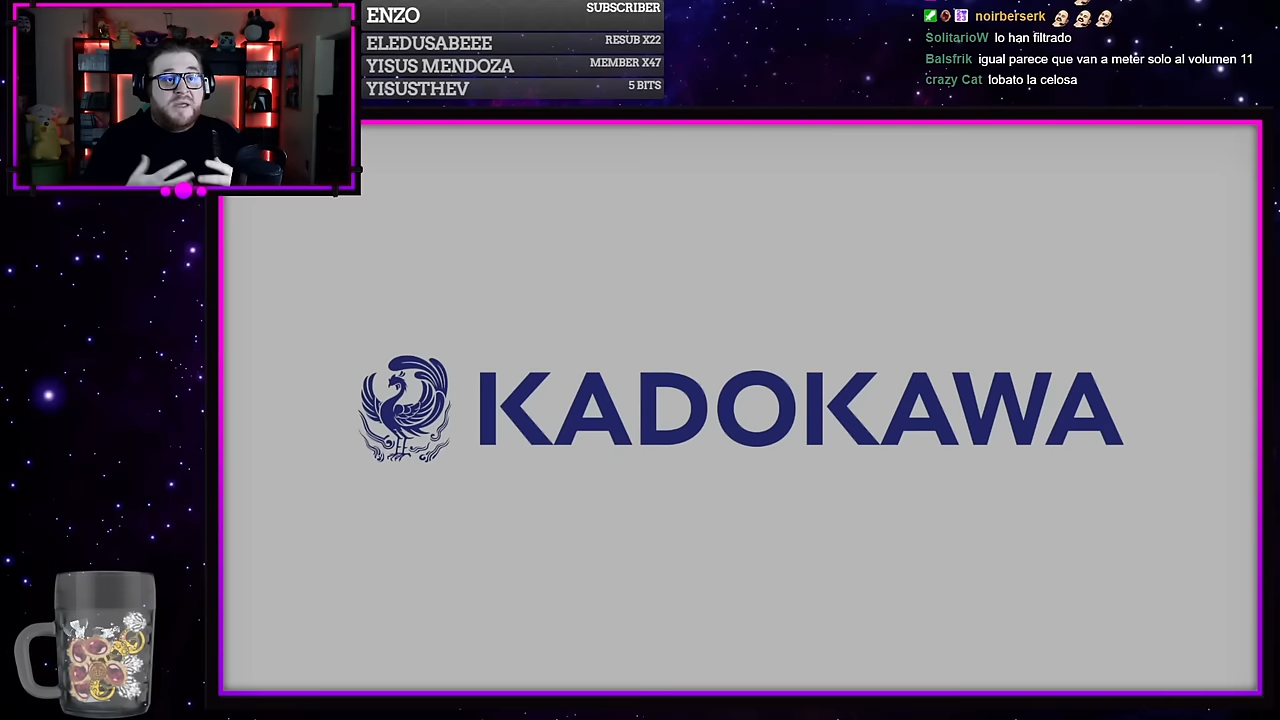 ENZO SUBSCRIBER
ELEDUSABEEE RESUB X22
YISUS MENDOZA MEMBER X47
YISUSTHEV 5 BITS
noirberserk
SolitarioW lo han filtrado
Balsfrik igual parece que van a meter solo al volumen 11
crazy Cat lobato la celosa
KADOKAWA